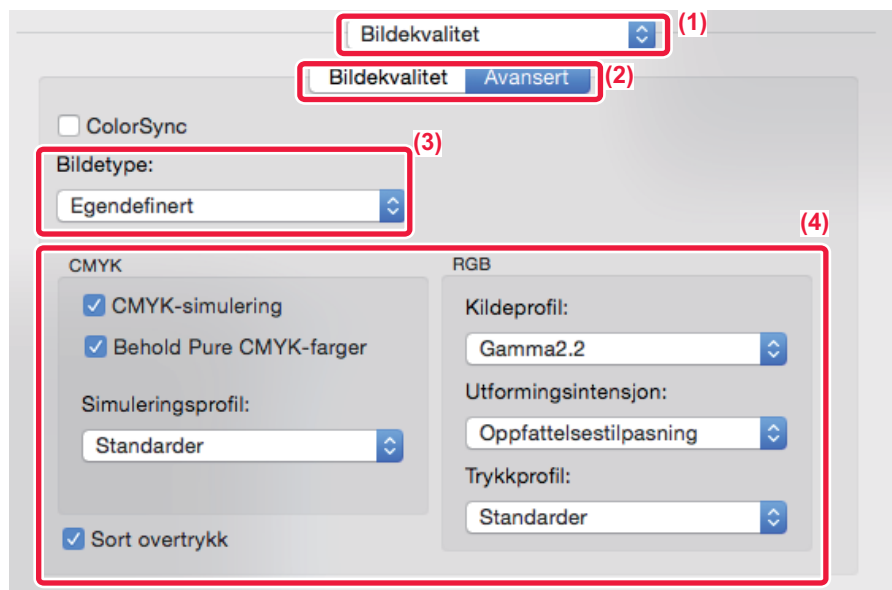 Bildekvalitet
(1)
Bildekvalitet Avansert
(2)
ColorSync
(3)
Bildetype:
Egendefinert
(4)
CMYK
CMYK-simulering
Behold Pure CMYK-farger
Simuleringsprofil:
Standarder
Sort overtrykk
RGB
Kildeprofil:
Gamma2.2
Utformingsintensjon:
Oppfattelsestilpasning
Trykkprofil:
Standarder